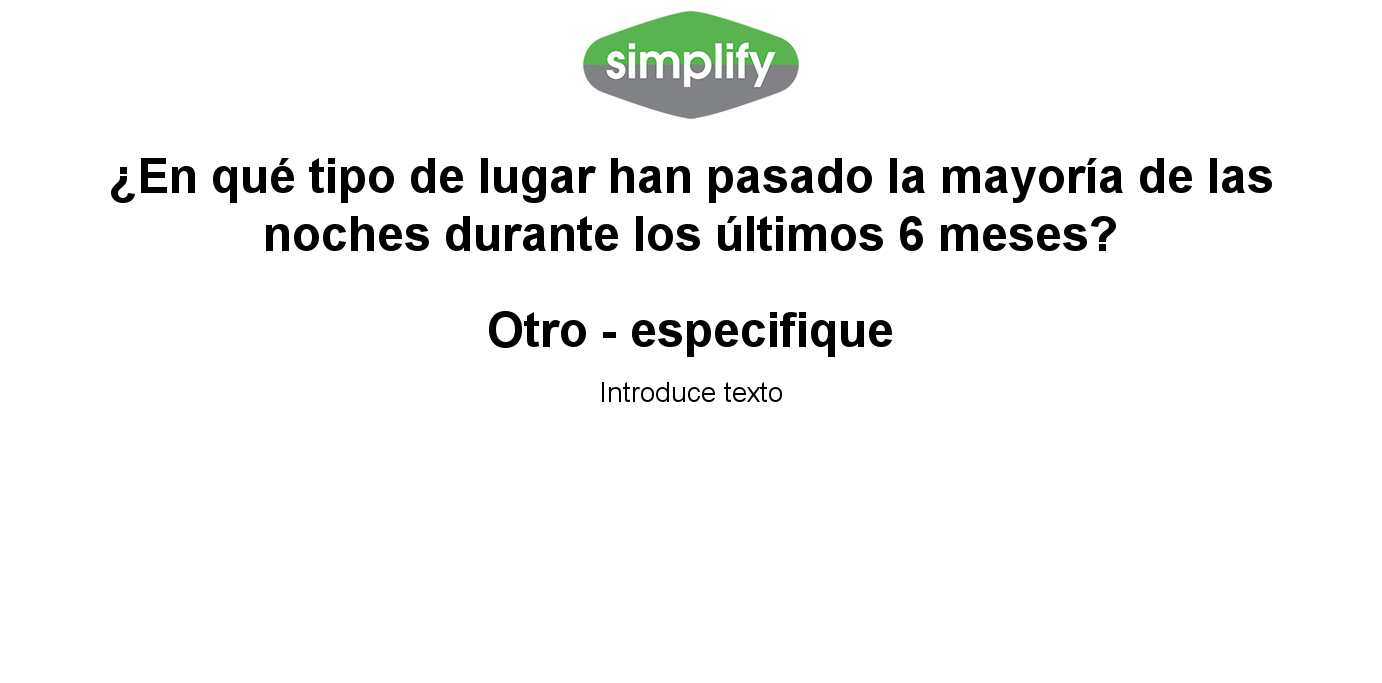 simplify
¿En qué tipo de lugar han pasado la mayoría de las
noches durante los últimos 6 meses?
Otro - especifique
Introduce texto